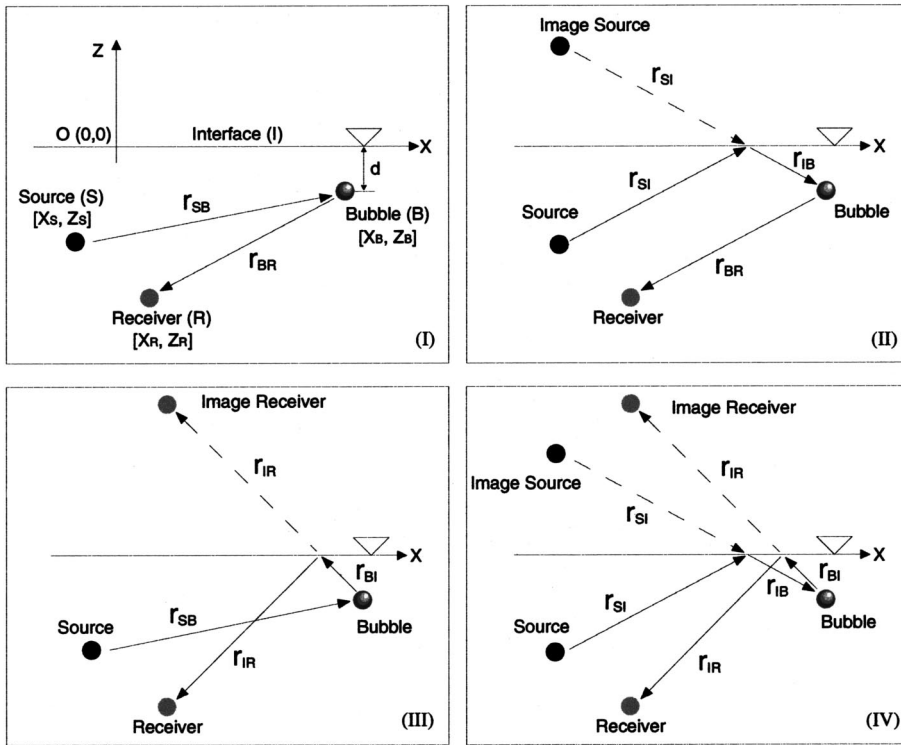 Z
O (0,0)
Interface (I)
X
d
Source (S)
[XS, ZS]
rSB
Bubble (B)
[XB, ZB]
rBR
Receiver (R)
[XR, ZR]
(I)
Image Source
rSI
X
rIB
rSI
Bubble
Source
rBR
Receiver
(II)
Image Receiver
rIR
X
rBI
rSB
Bubble
Source
rIR
Receiver
(III)
Image Receiver
rIR
Image Source
rSI
X
rBI
rIB
rSI
Bubble
Source
rIR
Receiver
(IV)